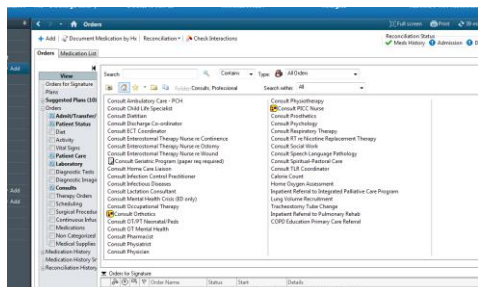 Orders
Full screen Print
+ Add Document Medication by Hx Reconciliation Check Interactions
Reconciliation Status
Meds History Admission
Orders Medication List
View
Orders for Signature
Plans
Suggested Plans (10)
Orders
Admit/Transfer/
Patient Status
Diet
Activity
Vital Signs
Patient Care
Laboratory
Diagnostic Tests
Diagnostic Imagin
Consults
Therapy Orders
Scheduling
Surgical Procedur
Continuous Infus
Medications
Non Categorized
Medical Supplies
Medication History
Medication History Sn
Reconciliation History
Add
Add
Add
Search: Contains Type: All Orders
Folder: Consults, Professional Search within: All
Consult Ambulatory Care - PCH
Consult Child Life Specialist
Consult Dietitian
Consult Discharge Co-ordinator
Consult ECT Coordinator
Consult Enterostomal Therapy Nurse re Continence
Consult Enterostomal Therapy Nurse re Ostomy
Consult Enterostomal Therapy Nurse re Wound
Consult Geriatric Program (paper req required)
Consult Home Care Liaison
Consult Infection Control Practitioner
Consult Infectious Diseases
Consult Lactation Consultant
Consult Mental Health Crisis (ED only)
Consult Occupational Therapy
Consult Orthotics
Consult OT/PT Neonatal/Peds
Consult OT Mental Health
Consult Pharmacist
Consult Physiatrist
Consult Physician
Consult Physiotherapy
Consult PICC Nurse
Consult Prosthetics
Consult Psychology
Consult Respiratory Therapy
Consult RT re Nicotine Replacement Therapy
Consult Social Work
Consult Speech Language Pathology
Consult Spiritual-Pastoral Care
Consult TLR Coordinator
Calorie Count
Home Oxygen Assessment
Inpatient Referral to Integrated Palliative Care Program
Lung Volume Recruitment
Tracheostomy Tube Change
Inpatient Referral to Pulmonary Rehab
COPD Education Primary Care Referral
Orders for Signature
Order Name Status Start Details